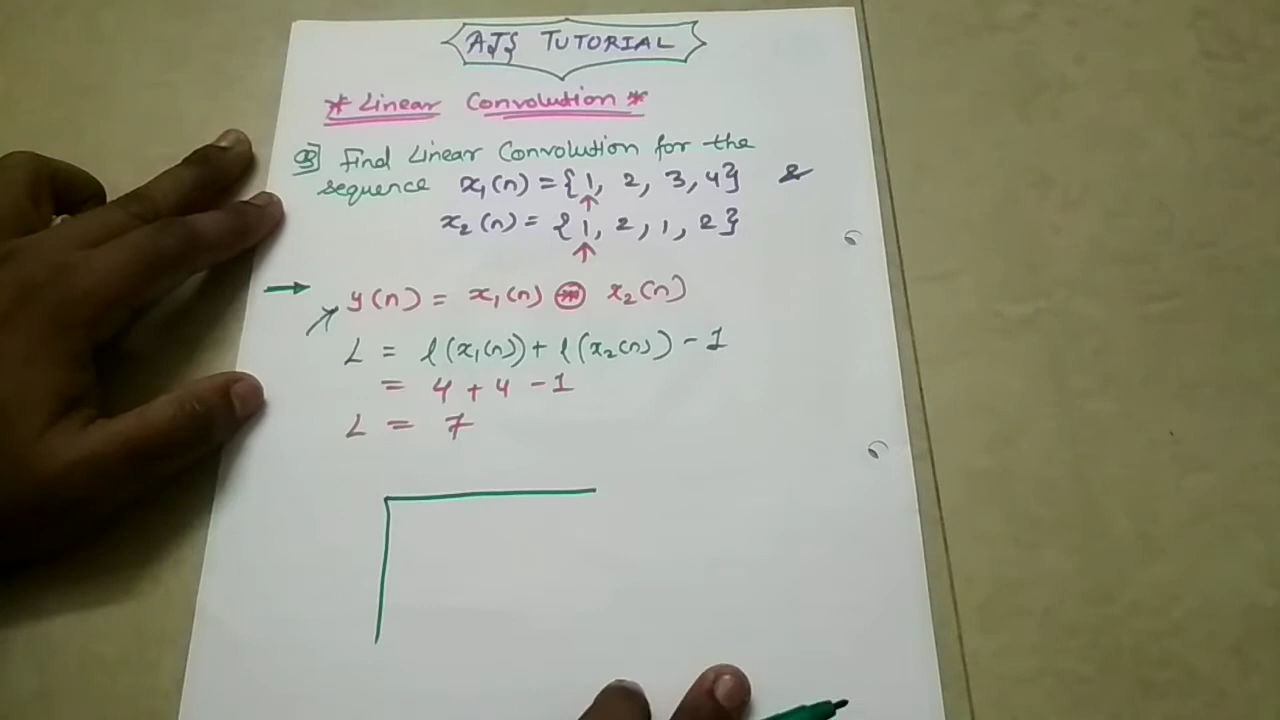 AJS TUTORIAL
* Linear Convolution *
Q] Find Linear Convolution for the
sequence x₁(n) = {1, 2, 3, 4} &
↑
x₂(n) = {1, 2, 1, 2}
↑
→ y(n) = x₁(n) ⊛ x₂(n)
L = l(x₁(n)) + l(x₂(n)) - 1
= 4 + 4 - 1
L = 7